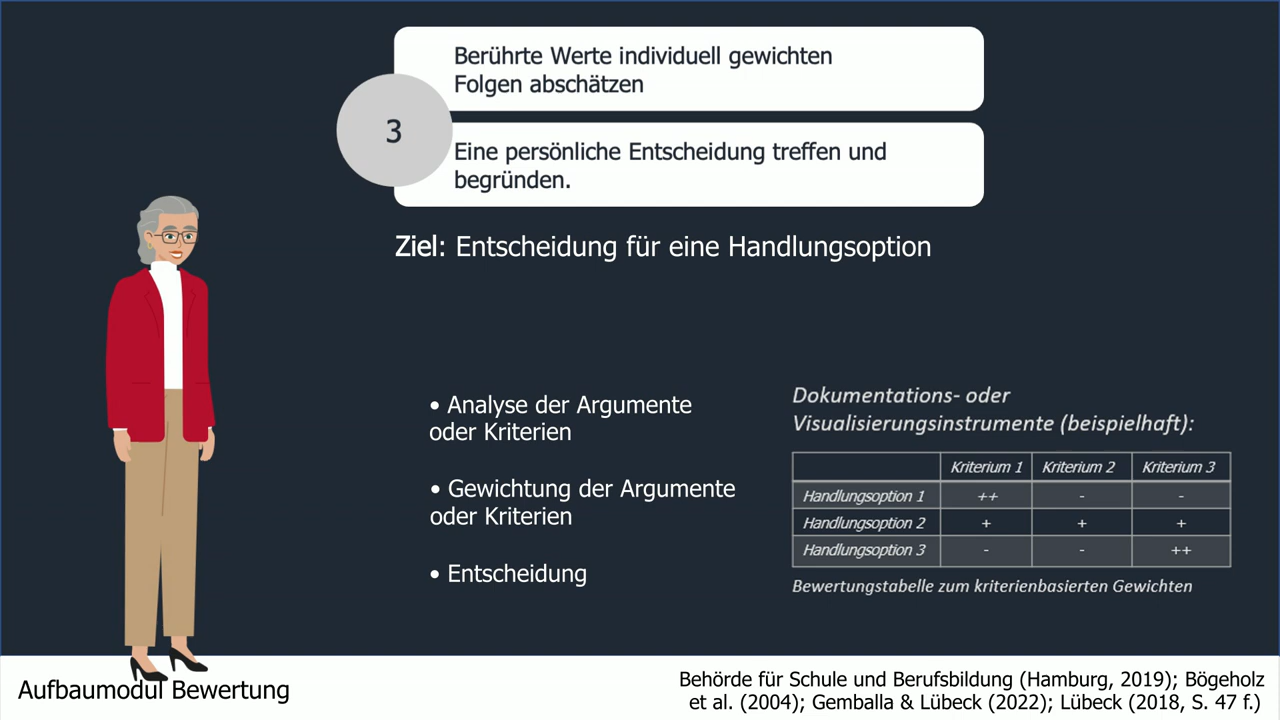 Berührte Werte individuell gewichten
Folgen abschätzen
3
Eine persönliche Entscheidung treffen und
begründen.
Ziel: Entscheidung für eine Handlungsoption
• Analyse der Argumente
oder Kriterien
• Gewichtung der Argumente
oder Kriterien
• Entscheidung
Dokumentations- oder
Visualisierungsinstrumente (beispielhaft):
Kriterium 1 Kriterium 2 Kriterium 3
Handlungsoption 1 ++ - -
Handlungsoption 2 + + +
Handlungsoption 3 - - ++
Bewertungstabelle zum kriterienbasierten Gewichten
Aufbaumodul Bewertung
Behörde für Schule und Berufsbildung (Hamburg, 2019); Bögeholz
et al. (2004); Gemballa & Lübeck (2022); Lübeck (2018, S. 47 f.)